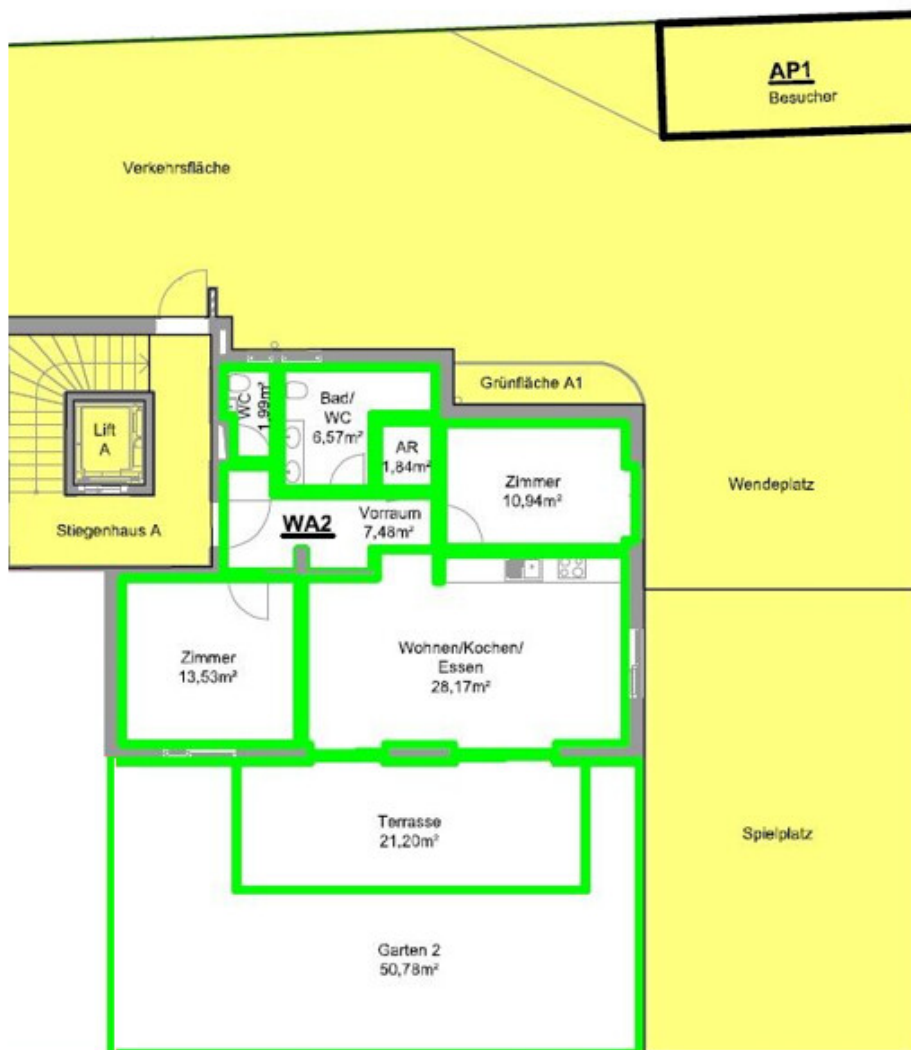 AP1
Besucher
Verkehrsfläche
Grünfläche A1
WC
1,99m²
Bad/
WC
6,57m²
Lift
A
AR
1,84m²
Zimmer
10,94m²
Wendeplatz
Stiegenhaus A
WA2
Vorraum
7,48m²
Zimmer
13,53m²
Wohnen/Kochen/
Essen
28,17m²
Terrasse
21,20m²
Spielplatz
Garten 2
50,78m²